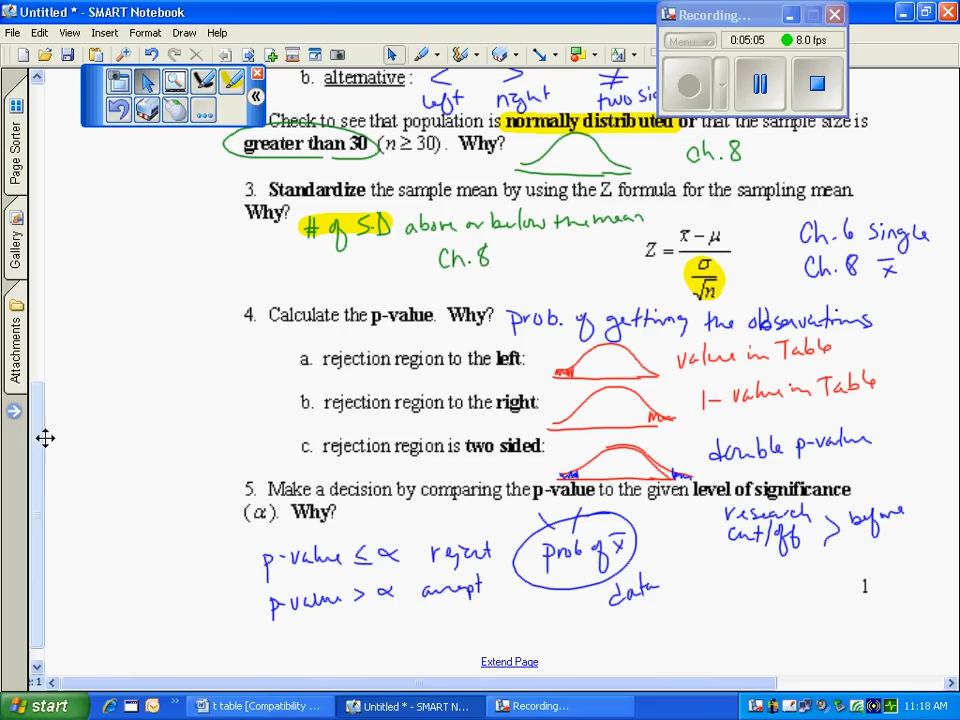 Untitled * - SMART Notebook
File Edit View Insert Format Draw Help
Recording...
Menu
0:05:05 8.0 fps
Page Sorter
Gallery
Attachments
b. alternative : < > ≠
left right two si
Check to see that population is normally distributed or that the sample size is
greater than 30 (n ≥ 30). Why? Ch. 8
3. Standardize the sample mean by using the Z formula for the sampling mean
Why? # of S.D above or below the mean
Ch. 8
Z = x̄ - μ / σ/√n
Ch. 6 single
Ch. 8 x̄
4. Calculate the p-value. Why? prob. of getting the observations
a. rejection region to the left: value in Table
b. rejection region to the right: 1- value in Table
c. rejection region is two sided: double p-value
5. Make a decision by comparing the p-value to the given level of significance
(α). Why?
research
cut/off > before
p-value ≤ α reject
p-value > α accept
prob of x̄
data
1
Extend Page
: 1
start
t table [Compatibility ...
Untitled * - SMART N...
Recording...
11:18 AM